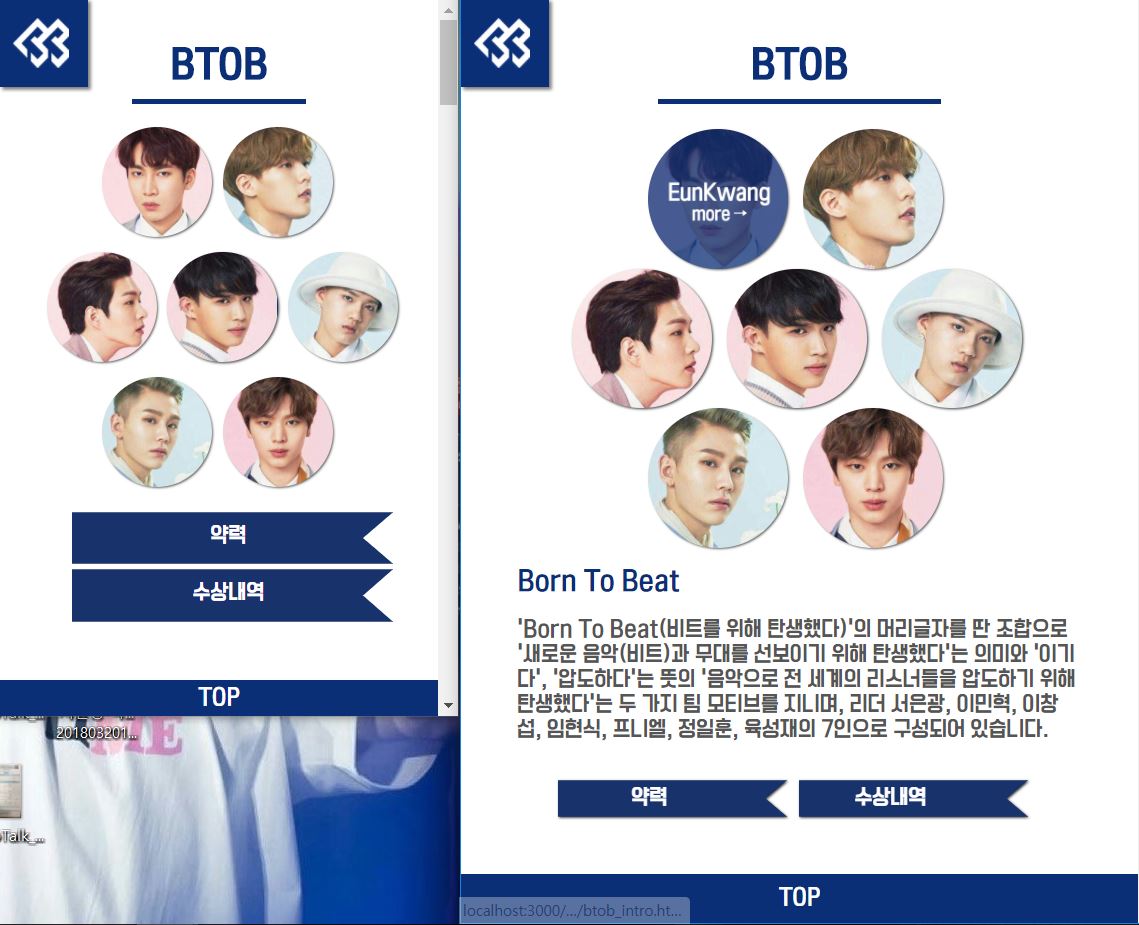 BTOB
약력
수상내역
TOP
201803201...
ME
Talk_...
BTOB
EunKwang
more →
Born To Beat
'Born To Beat(비트를 위해 탄생했다)'의 머리글자를 딴 조합으로
'새로운 음악(비트)과 무대를 선보이기 위해 탄생했다'는 의미와 '이기
다', '압도하다'는 뜻의 '음악으로 전 세계의 리스너들을 압도하기 위해
탄생했다'는 두 가지 팀 모티브를 지니며, 리더 서은광, 이민혁, 이창
섭, 임현식, 프니엘, 정일훈, 육성재의 7인으로 구성되어 있습니다.
약력
수상내역
TOP
localhost:3000/.../btob_intro.ht...